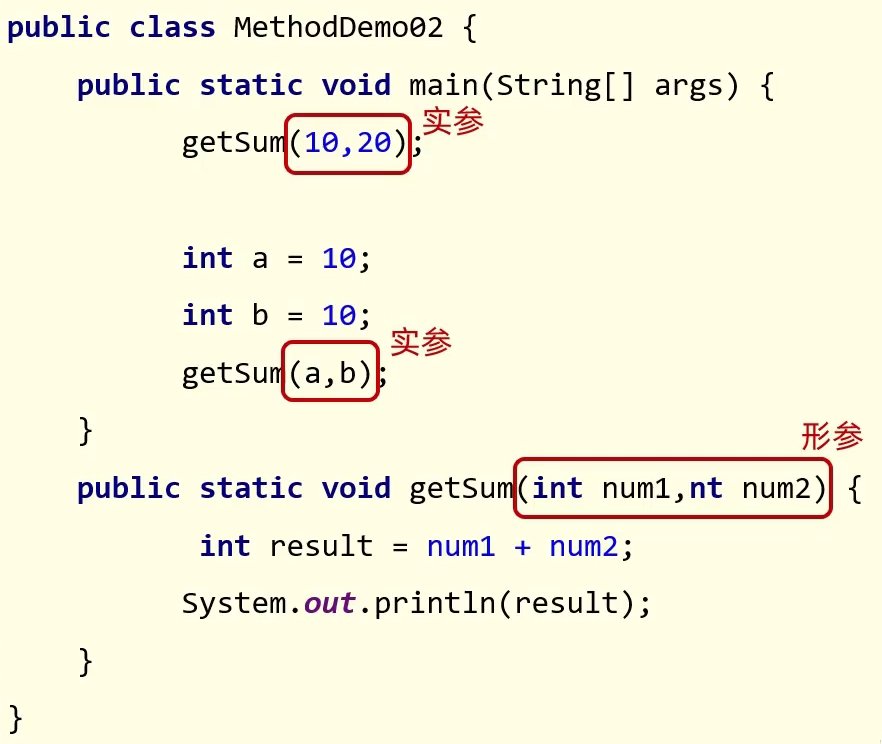 public class MethodDemo02 {
public static void main(String[] args) {
getSum(10,20); 实参
int a = 10;
int b = 10;
getSum(a,b); 实参
}
形参
public static void getSum(int num1,nt num2) {
int result = num1 + num2;
System.out.println(result);
}
}